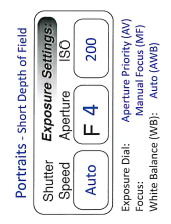 Portraits - Short Depth of Field
Exposure Settings:
Shutter Speed Aperture ISO
Auto F 4 200
Exposure Dial: Aperture Priority (AV)
Focus: Manual Focus (MF)
White Balance (WB): Auto (AWB)